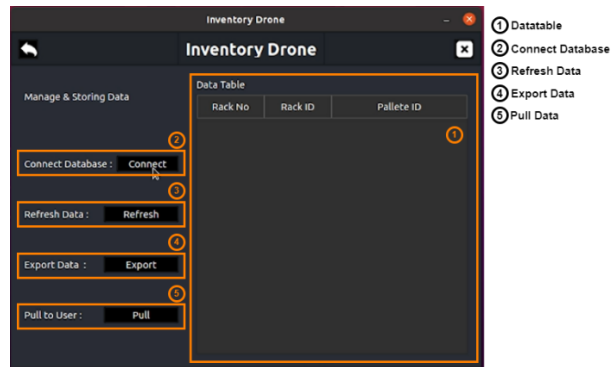 Inventory Drone
Inventory Drone
Manage & Storing Data
Data Table
Rack No Rack ID Pallete ID
1
2
Connect Database : Connect
3
Refresh Data : Refresh
4
Export Data : Export
5
Pull to User : Pull
1 Datatable
2 Connect Database
3 Refresh Data
4 Export Data
5 Pull Data